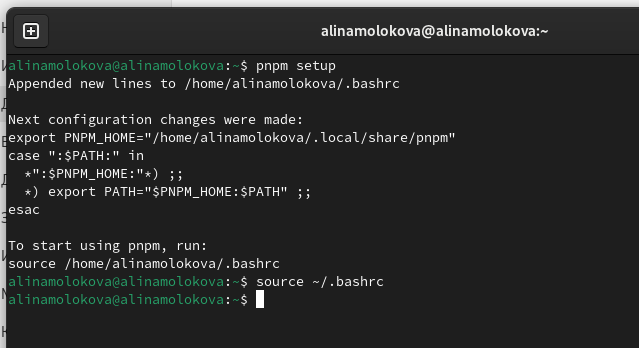 alinamolokova@alinamolokova:~
alinamolokova@alinamolokova:~$ pnpm setup
Appended new lines to /home/alinamolokova/.bashrc

Next configuration changes were made:
export PNPM_HOME="/home/alinamolokova/.local/share/pnpm"
case ":$PATH:" in
  *":$PNPM_HOME:"*) ;;
  *) export PATH="$PNPM_HOME:$PATH" ;;
esac

To start using pnpm, run:
source /home/alinamolokova/.bashrc
alinamolokova@alinamolokova:~$ source ~/.bashrc
alinamolokova@alinamolokova:~$